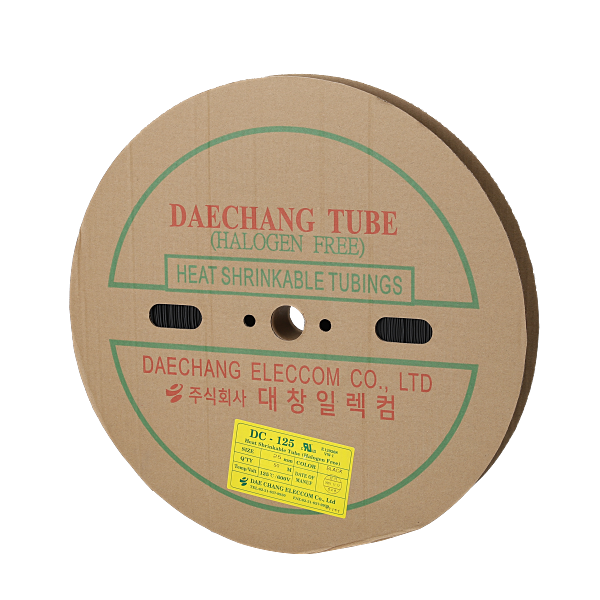 DAECHANG TUBE
(HALOGEN FREE)
HEAT SHRINKABLE TUBINGS
DAECHANG ELECCOM CO., LTD
주식회사 대창일렉컴
DC - 125
Heat Shrinkable Tube (Halogen Free)
SIZE mm COLOR BLACK
Q'TY M DATE OF MANUF
Temp/Volt 125℃/600V
DAE CHANG ELECCOM Co., Ltd